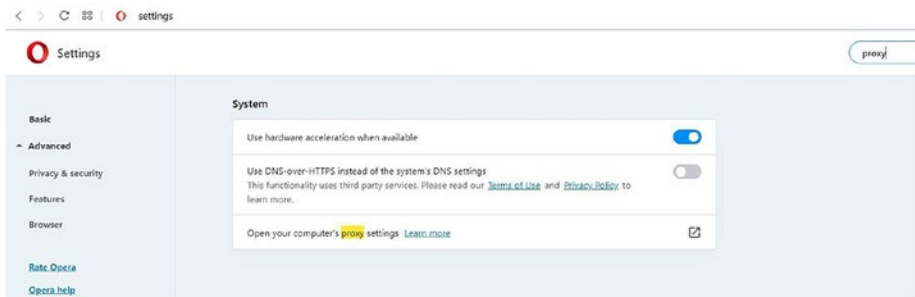 settings
Settings
proxy
Basic
Advanced
Privacy & security
Features
Browser
Rate Opera
Opera help
System
Use hardware acceleration when available
Use DNS-over-HTTPS instead of the system's DNS settings
This functionality uses third party services. Please read our Terms of Use and Privacy Policy to
learn more.
Open your computer's proxy settings Learn more